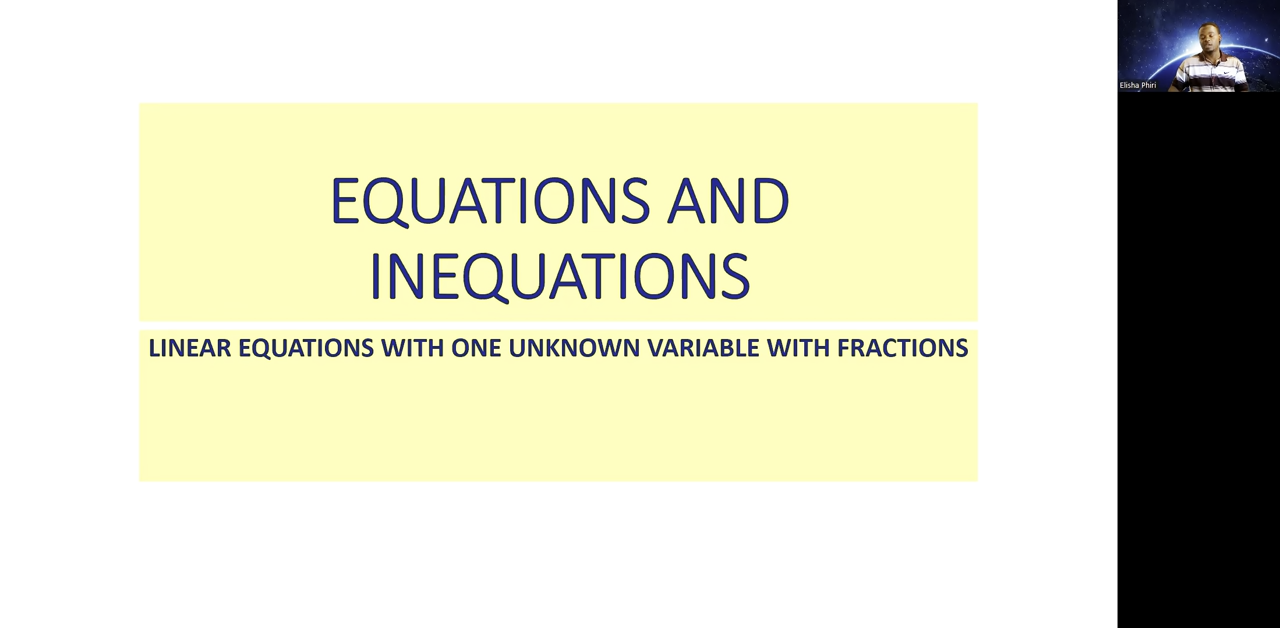 EQUATIONS AND
INEQUATIONS
LINEAR EQUATIONS WITH ONE UNKNOWN VARIABLE WITH FRACTIONS
Elisha Phiri